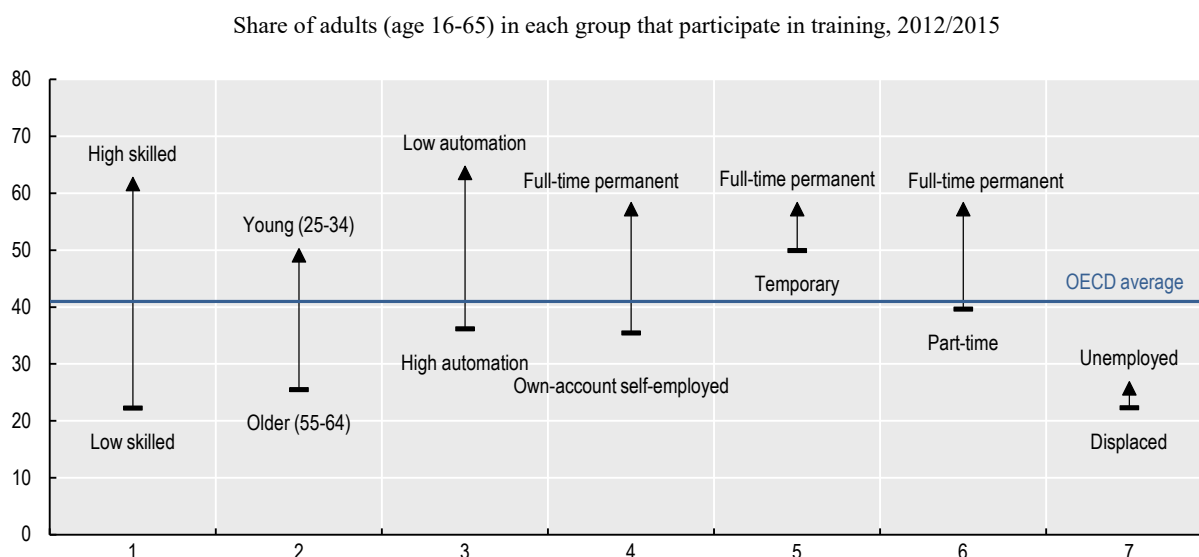 Share of adults (age 16-65) in each group that participate in training, 2012/2015
80
70
60
50
40
30
20
10
0
High skilled
Low skilled
Young (25-34)
Older (55-64)
Low automation
High automation
Full-time permanent
Own-account self-employed
Full-time permanent
Temporary
Full-time permanent
Part-time
OECD average
Unemployed
Displaced
1 2 3 4 5 6 7